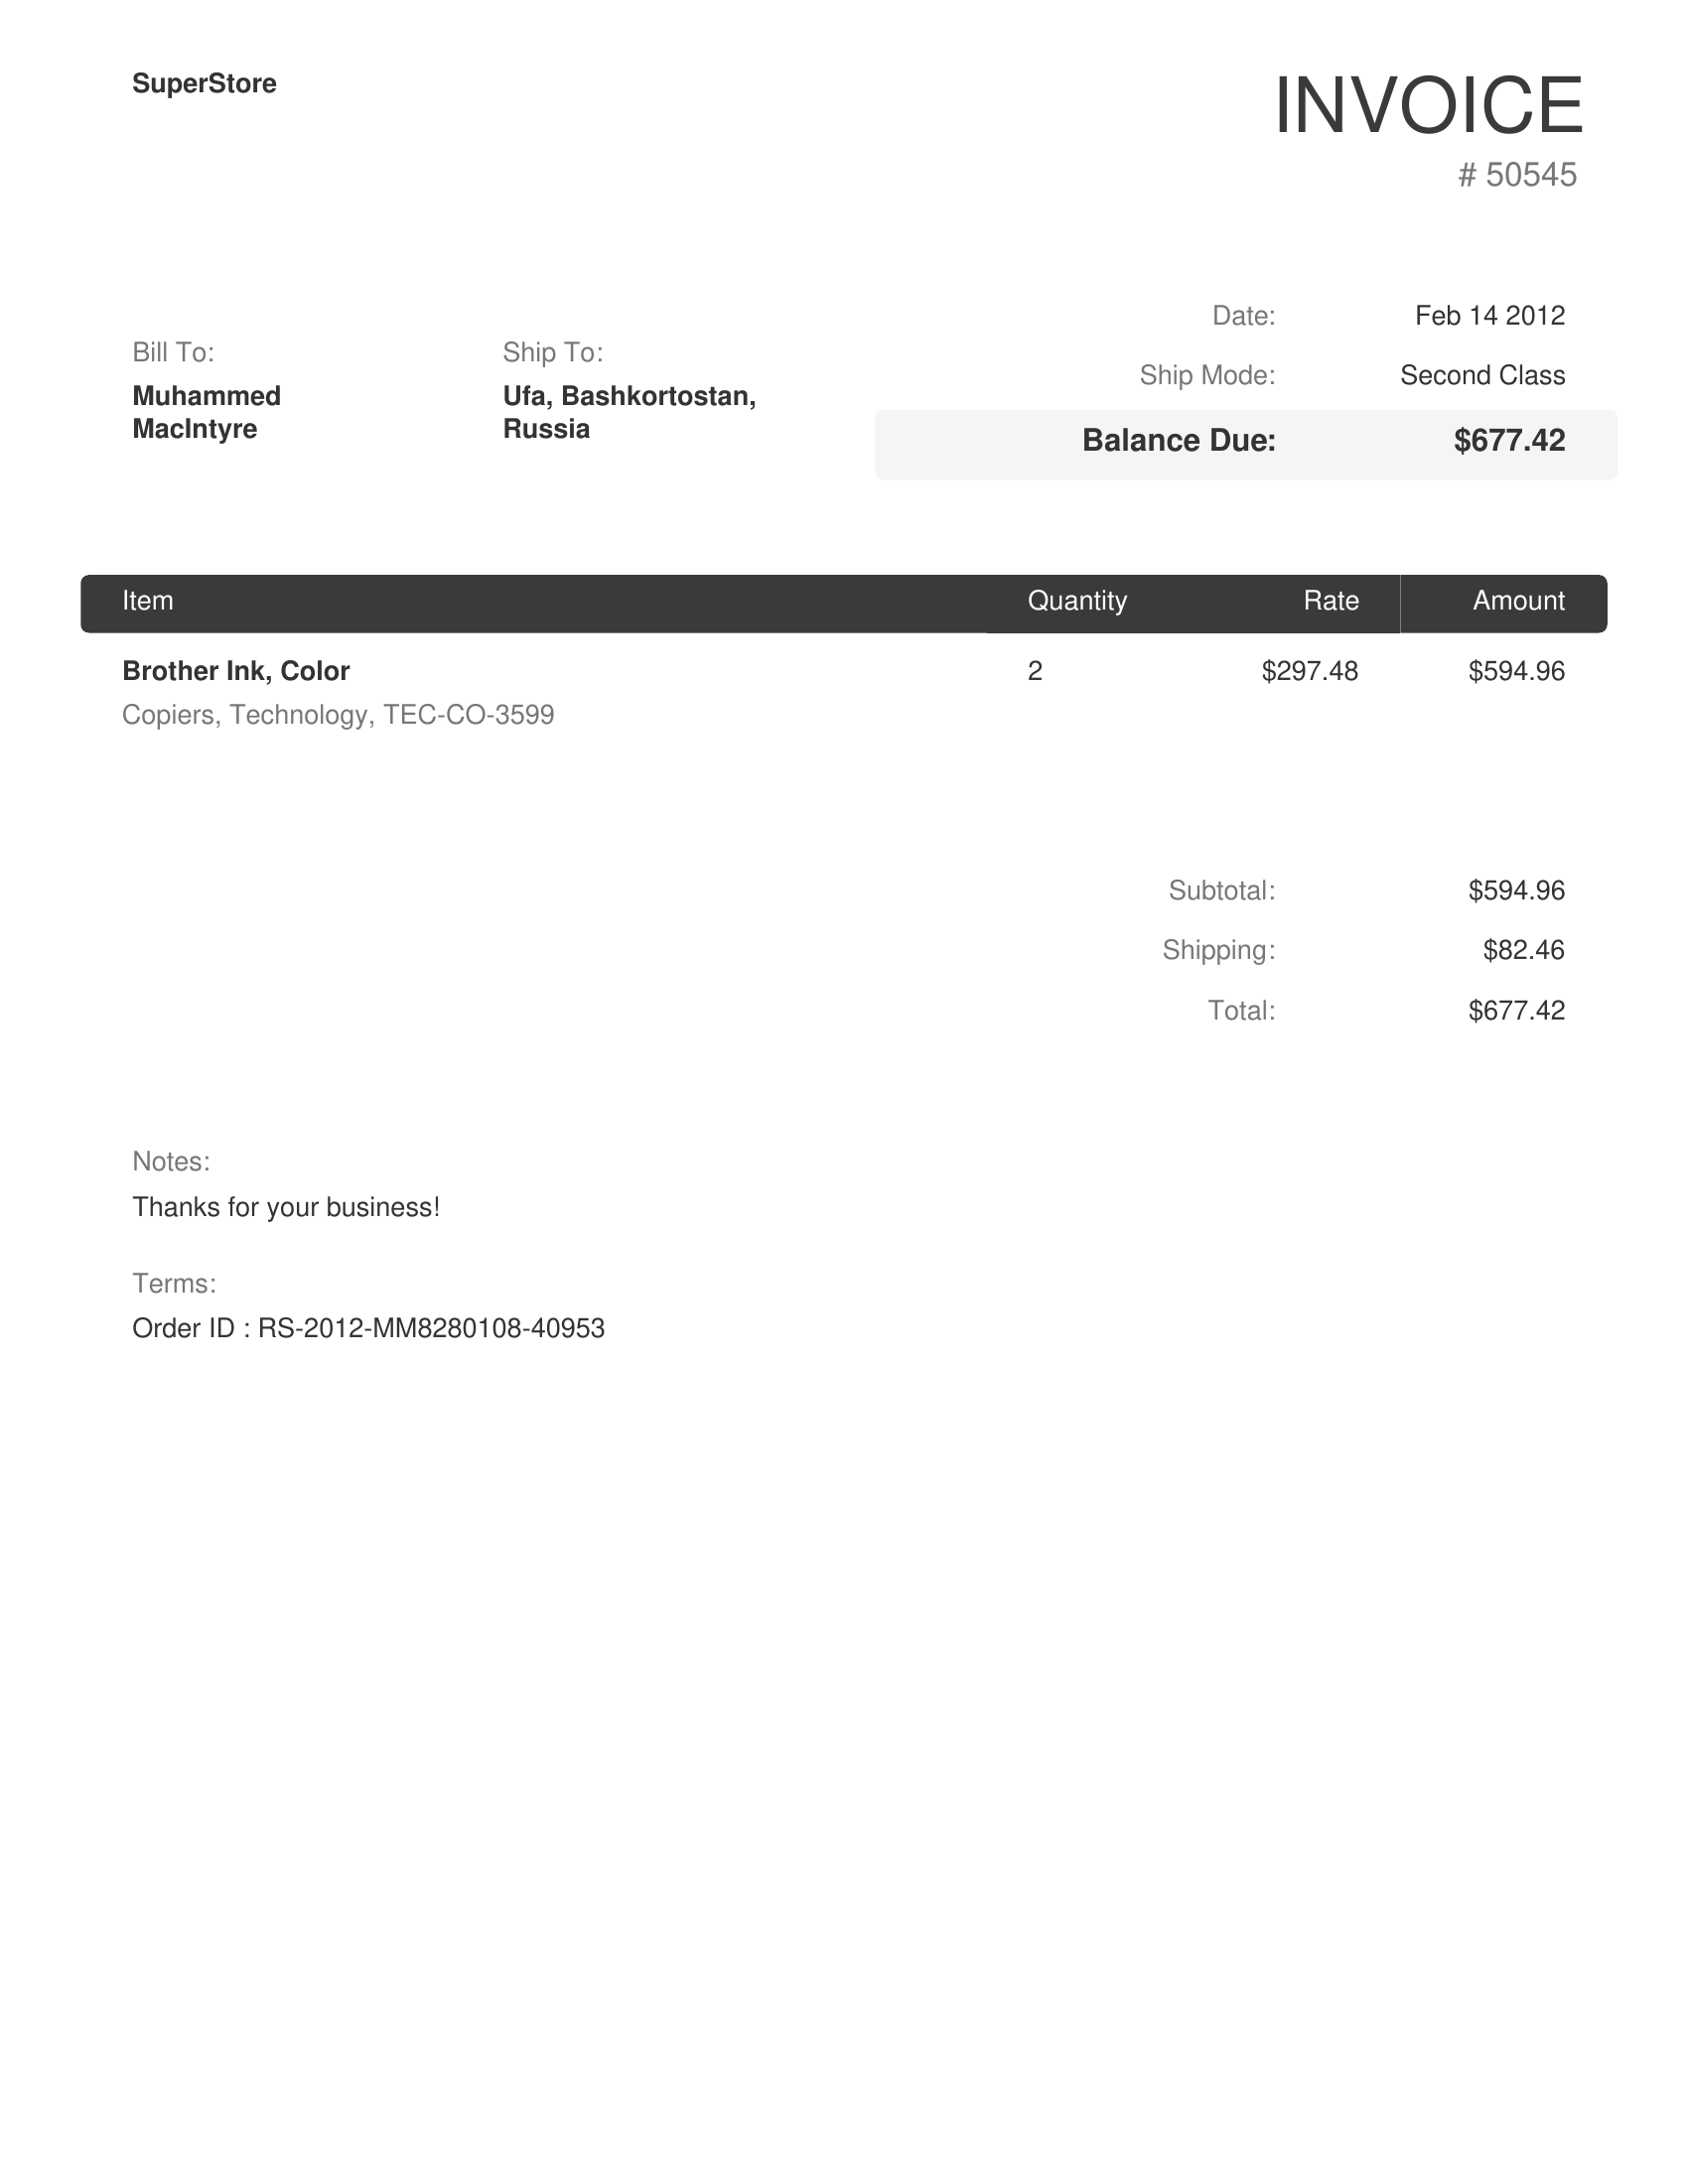 SuperStore
INVOICE
# 50545
Date: Feb 14 2012
Ship Mode: Second Class
Balance Due: $677.42
Bill To:
Muhammed
MacIntyre
Ship To:
Ufa, Bashkortostan,
Russia
Item Quantity Rate Amount
Brother Ink, Color 2 $297.48 $594.96
Copiers, Technology, TEC-CO-3599
Subtotal: $594.96
Shipping: $82.46
Total: $677.42
Notes:
Thanks for your business!
Terms:
Order ID : RS-2012-MM8280108-40953